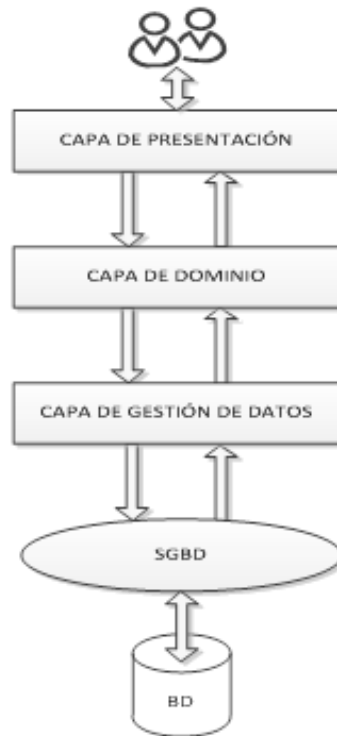 CAPA DE PRESENTACIÓN
CAPA DE DOMINIO
CAPA DE GESTIÓN DE DATOS
SGBD
BD